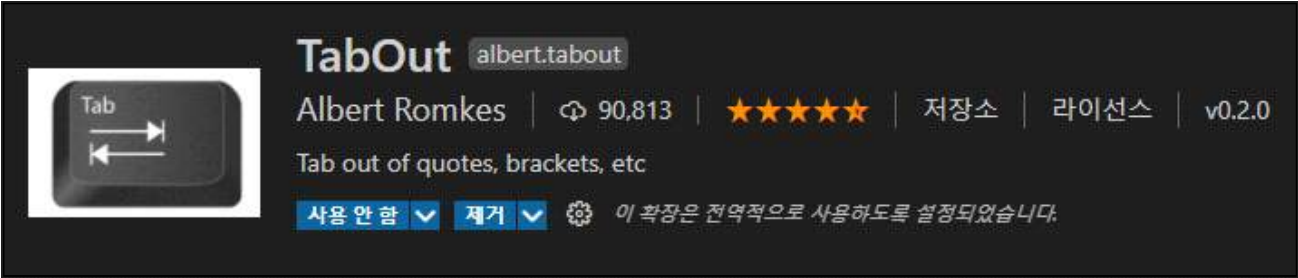 Tab
TabOut albert.tabout
Albert Romkes 90,813 저장소 라이선스 v0.2.0
Tab out of quotes, brackets, etc
사용 안 함 제거 이 확장은 전역적으로 사용하도록 설정되었습니다.